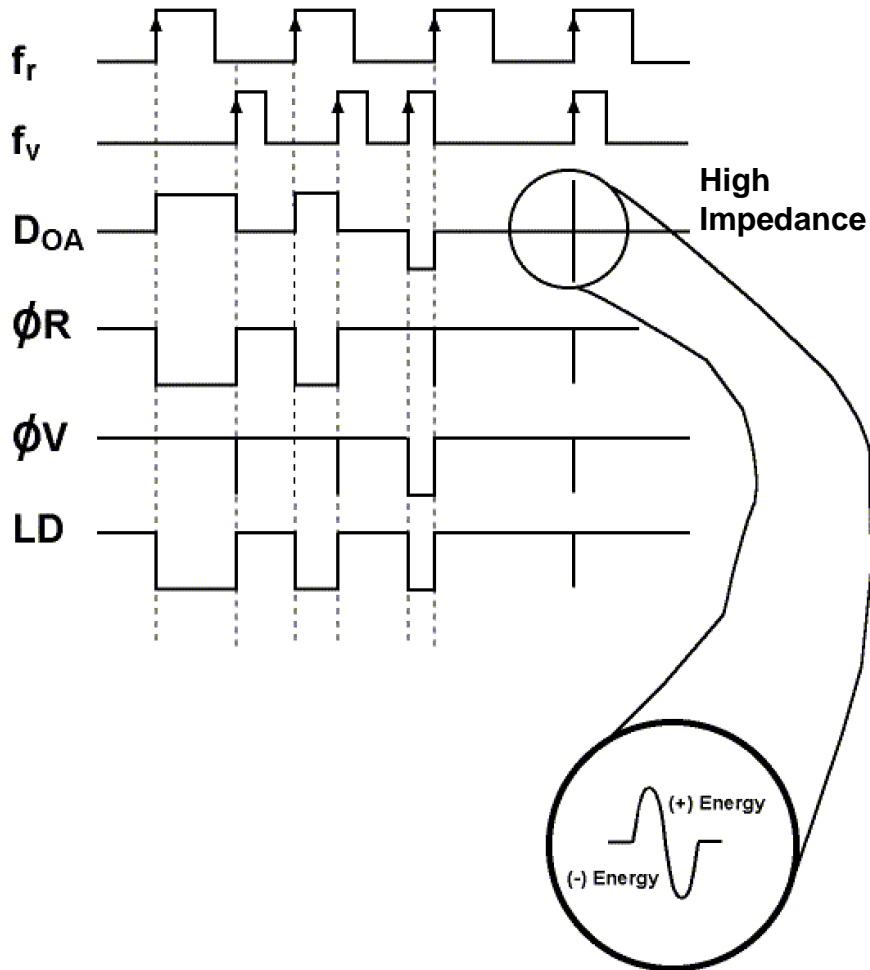 fr
fv
High
Impedance
DOA
ϕR
ϕV
LD
(+) Energy
(-) Energy